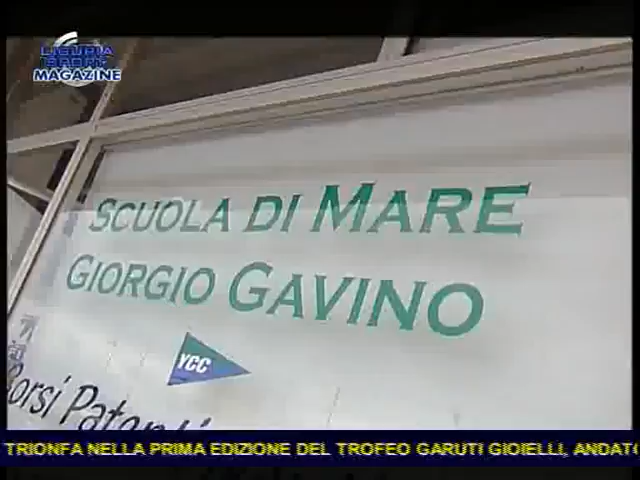 LIGURIA
SPORT
MAGAZINE
SCUOLA DI MARE
GIORGIO GAVINO
YCC
Corsi Patenti
TRIONFA NELLA PRIMA EDIZIONE DEL TROFEO GARUTI GIOIELLI, ANDATO